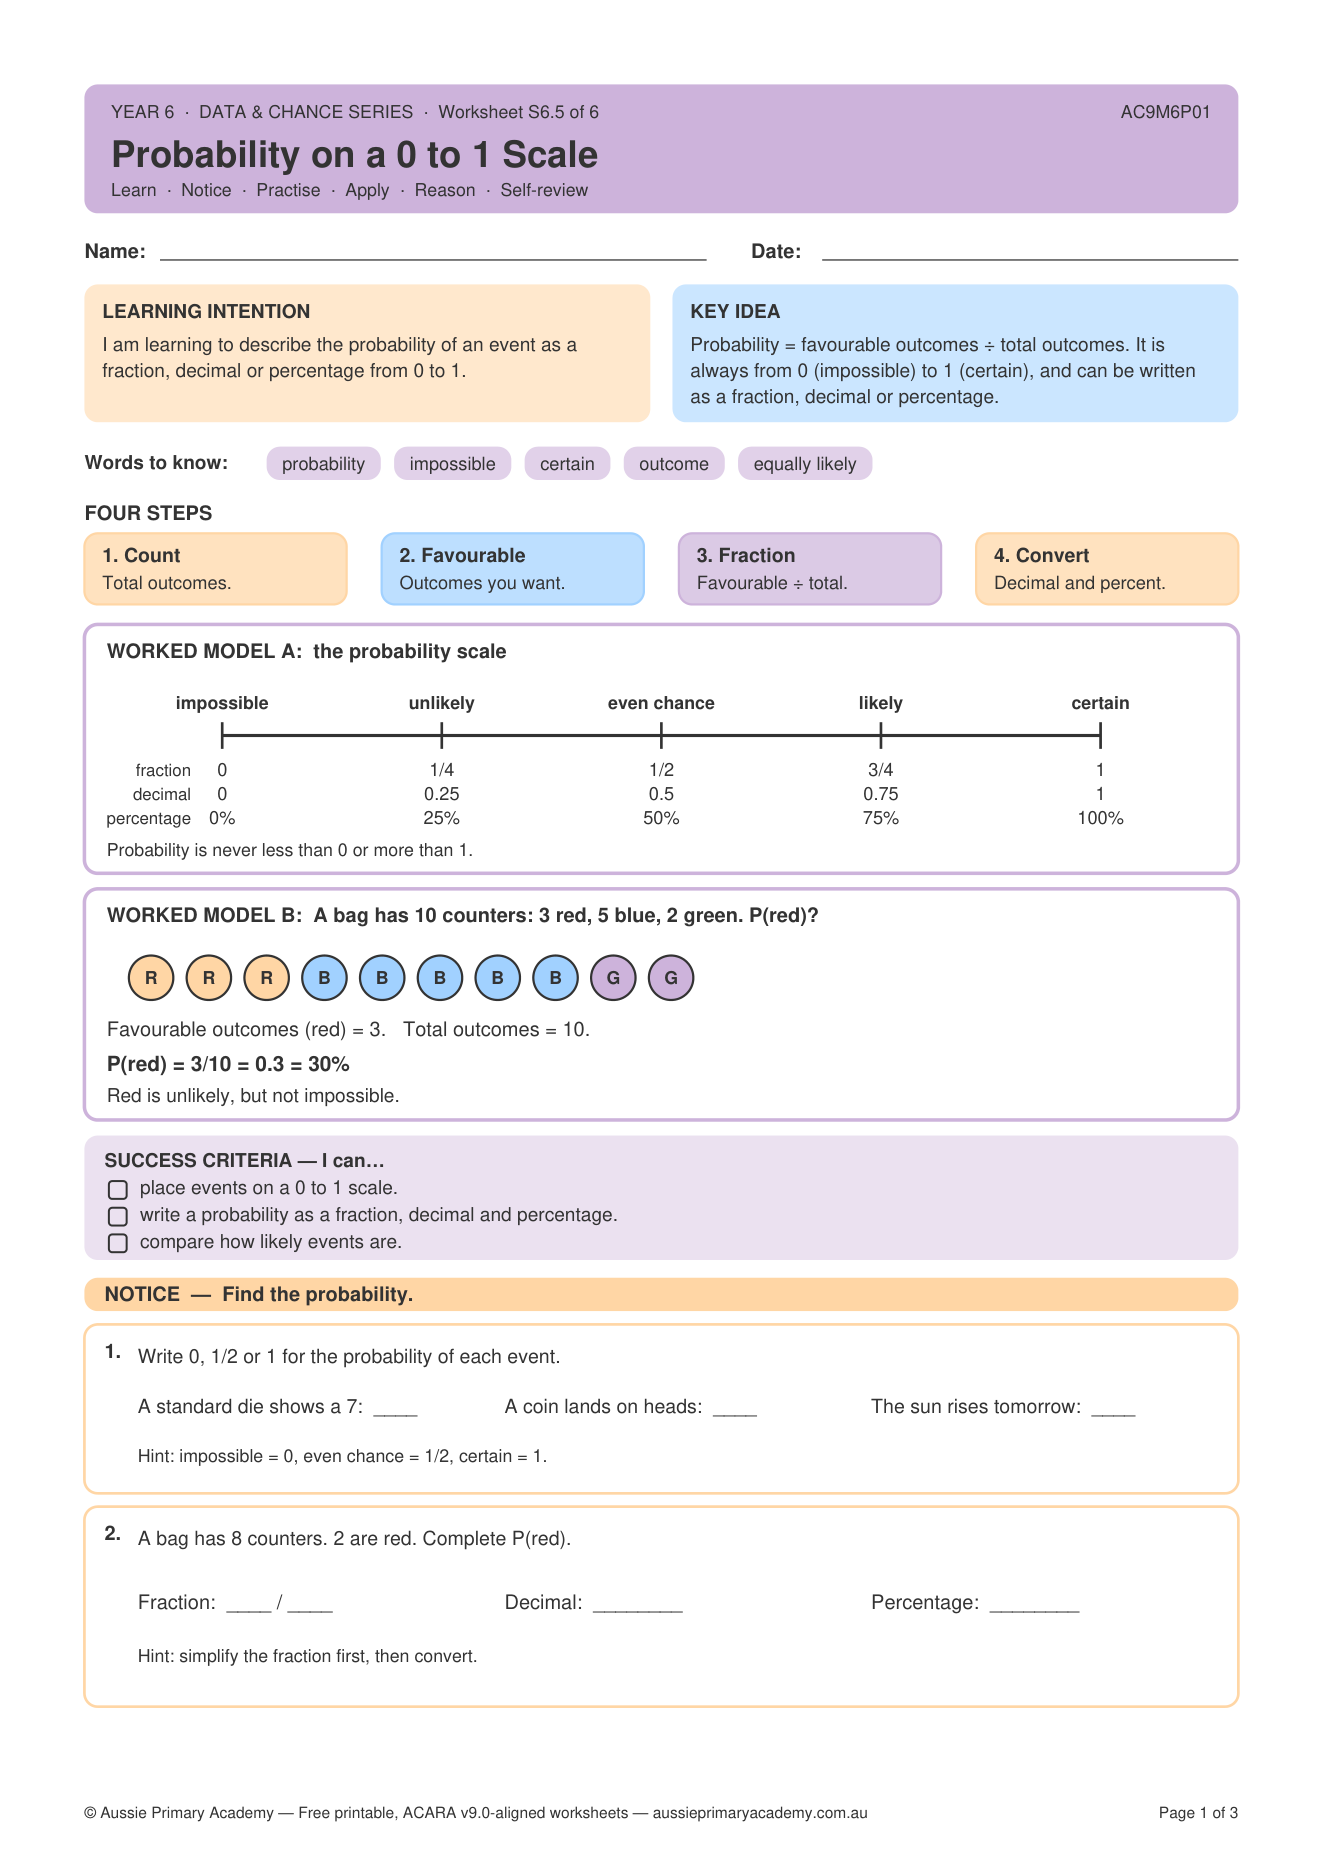 YEAR 6 · DATA & CHANCE SERIES · Worksheet S6.5 of 6 AC9M6P01
Probability on a 0 to 1 Scale
Learn · Notice · Practise · Apply · Reason · Self-review
Name: ______ Date: ______
LEARNING INTENTION
I am learning to describe the probability of an event as a
fraction, decimal or percentage from 0 to 1.
KEY IDEA
Probability = favourable outcomes ÷ total outcomes. It is
always from 0 (impossible) to 1 (certain), and can be written
as a fraction, decimal or percentage.
Words to know: probability impossible certain outcome equally likely
FOUR STEPS
1. Count
Total outcomes.
2. Favourable
Outcomes you want.
3. Fraction
Favourable ÷ total.
4. Convert
Decimal and percent.
WORKED MODEL A: the probability scale
impossible unlikely even chance likely certain
fraction 0 1/4 1/2 3/4 1
decimal 0 0.25 0.5 0.75 1
percentage 0% 25% 50% 75% 100%
Probability is never less than 0 or more than 1.
WORKED MODEL B: A bag has 10 counters: 3 red, 5 blue, 2 green. P(red)?
R R R B B B B B G G
Favourable outcomes (red) = 3. Total outcomes = 10.
P(red) = 3/10 = 0.3 = 30%
Red is unlikely, but not impossible.
SUCCESS CRITERIA — I can…
place events on a 0 to 1 scale.
write a probability as a fraction, decimal and percentage.
compare how likely events are.
NOTICE — Find the probability.
1. Write 0, 1/2 or 1 for the probability of each event.
A standard die shows a 7: ____ A coin lands on heads: ____ The sun rises tomorrow: ____
Hint: impossible = 0, even chance = 1/2, certain = 1.
2. A bag has 8 counters. 2 are red. Complete P(red).
Fraction: ____ / ____ Decimal: ________ Percentage: ________
Hint: simplify the fraction first, then convert.
© Aussie Primary Academy — Free printable, ACARA v9.0-aligned worksheets — aussieprimaryacademy.com.au Page 1 of 3